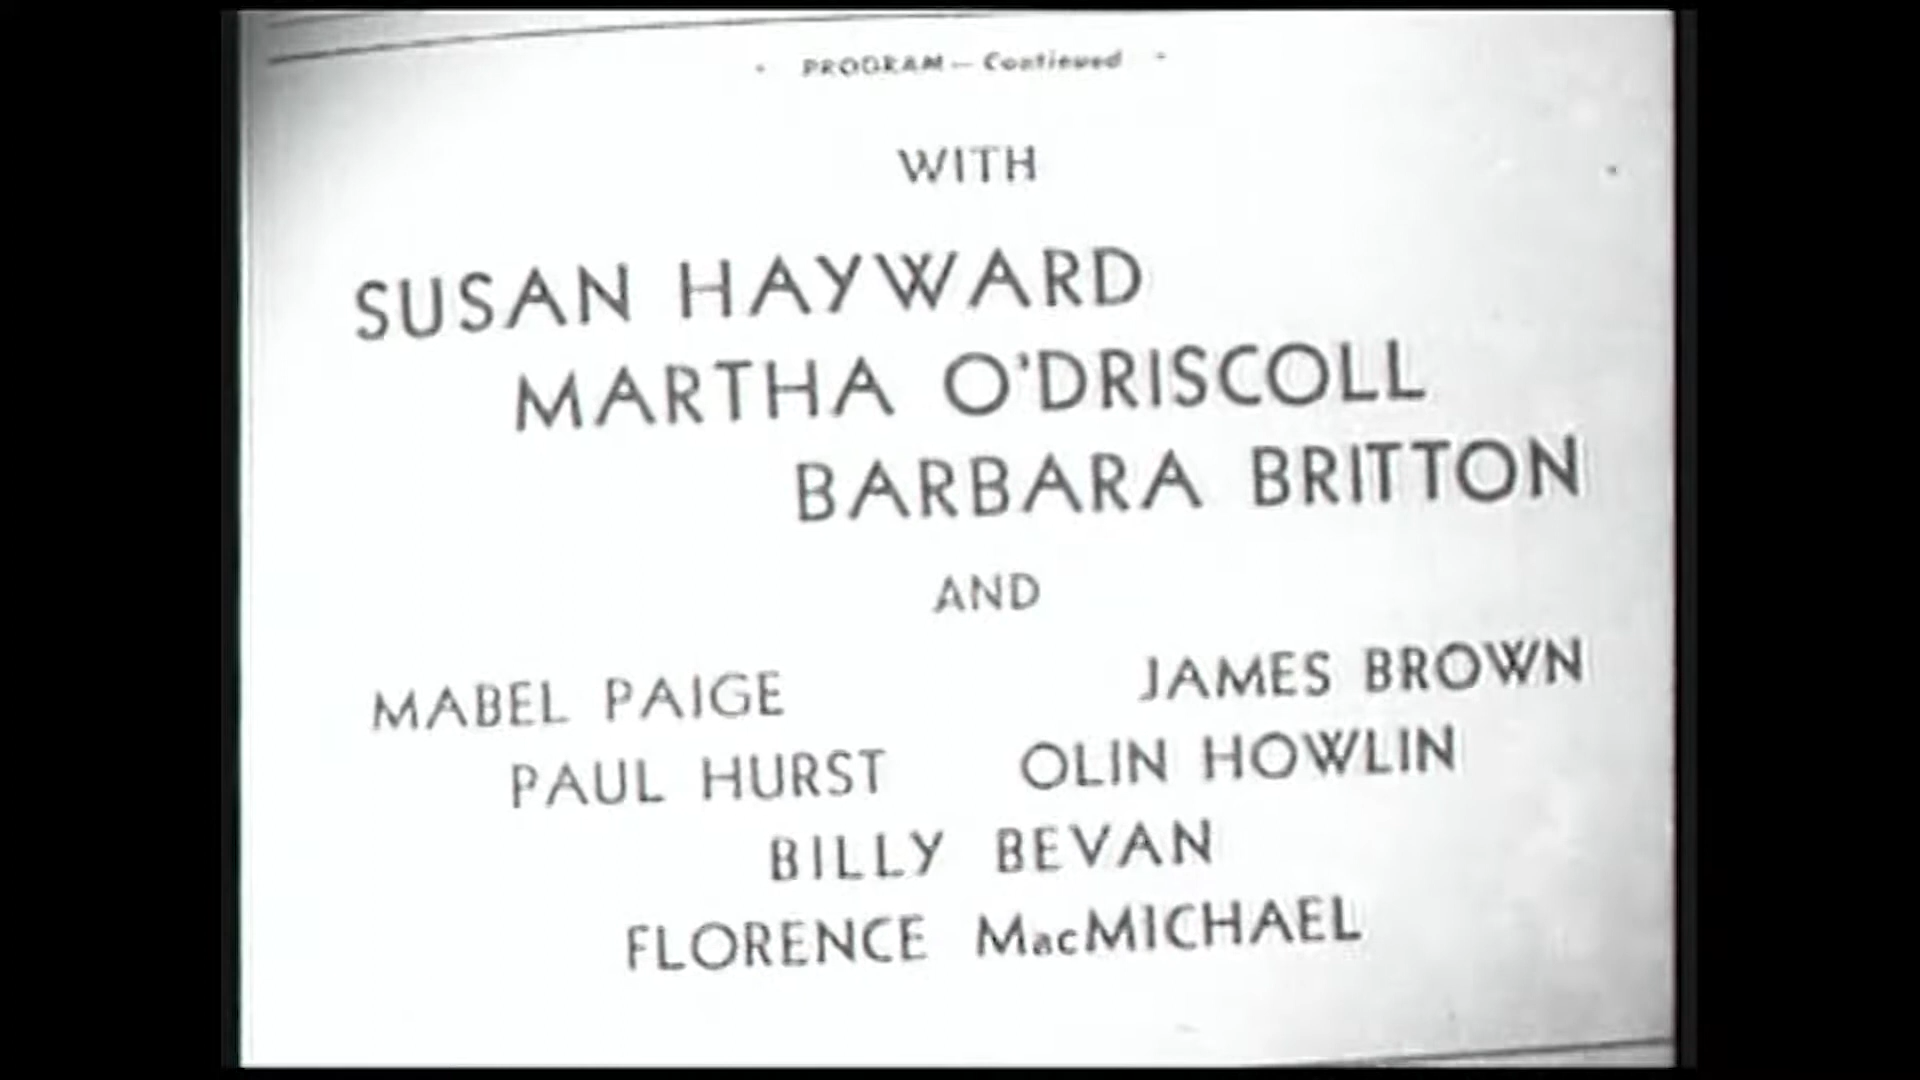 PROGRAM — Continued
WITH
SUSAN HAYWARD
MARTHA O'DRISCOLL
BARBARA BRITTON
AND
MABEL PAIGE JAMES BROWN
PAUL HURST OLIN HOWLIN
BILLY BEVAN
FLORENCE MacMICHAEL